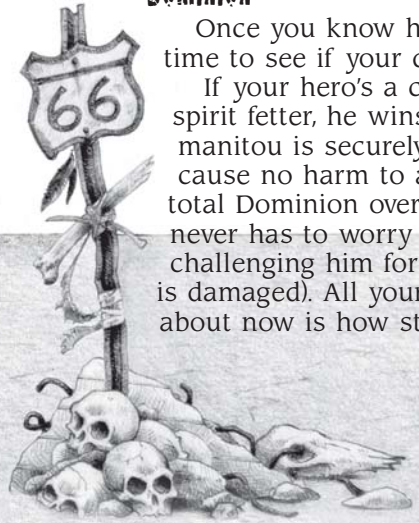 Dominion
Once you know h
time to see if your c
If your hero's a c
spirit fetter, he wins
manitou is securely
cause no harm to a
total Dominion over
never has to worry
challenging him for
is damaged). All your
about now is how st
66